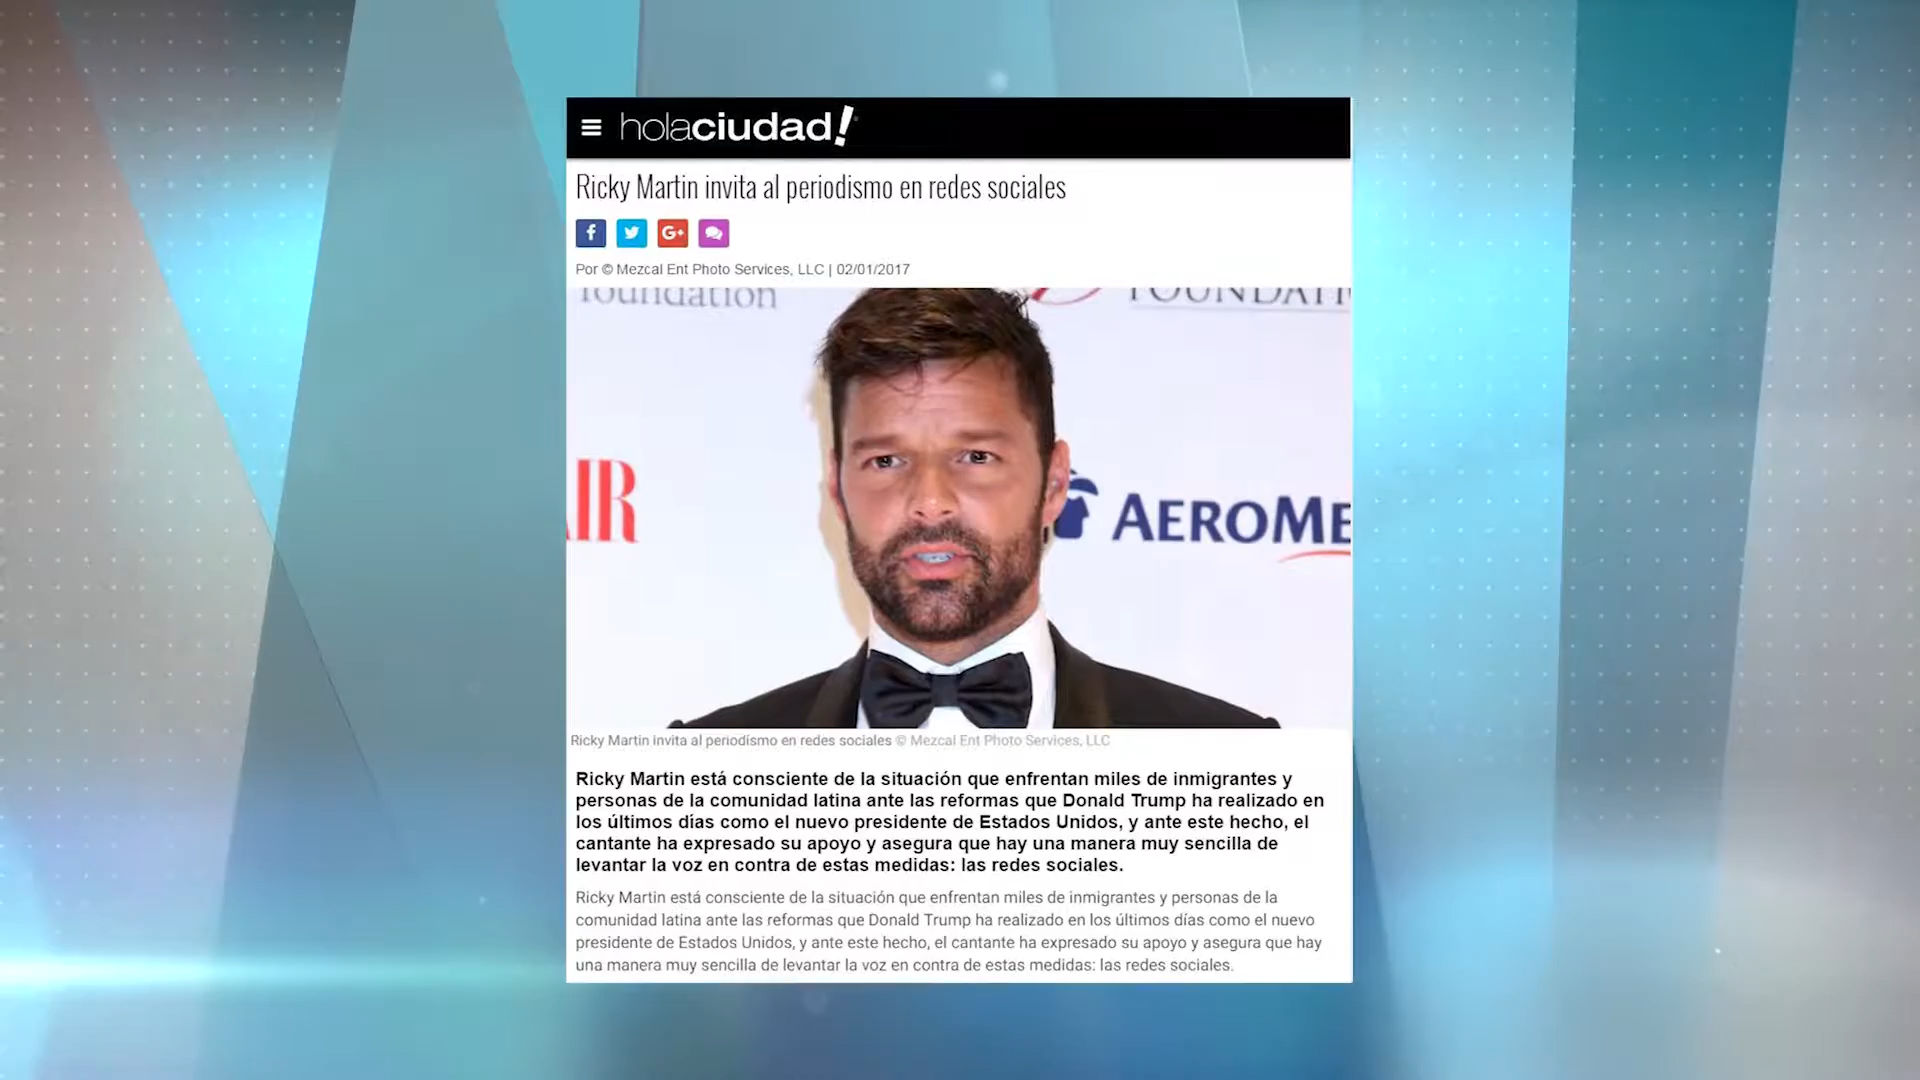 holaciudad!
Ricky Martin invita al periodismo en redes sociales
Por © Mezcal Ent Photo Services, LLC | 02/01/2017
foundation
FOUNDATI
IR
AEROME
Ricky Martin invita al periodísmo en redes sociales © Mezcal Ent Photo Services, LLC
Ricky Martin está consciente de la situación que enfrentan miles de inmigrantes y
personas de la comunidad latina ante las reformas que Donald Trump ha realizado en
los últimos días como el nuevo presidente de Estados Unidos, y ante este hecho, el
cantante ha expresado su apoyo y asegura que hay una manera muy sencilla de
levantar la voz en contra de estas medidas: las redes sociales.
Ricky Martin está consciente de la situación que enfrentan miles de inmigrantes y personas de la
comunidad latina ante las reformas que Donald Trump ha realizado en los últimos días como el nuevo
presidente de Estados Unidos, y ante este hecho, el cantante ha expresado su apoyo y asegura que hay
una manera muy sencilla de levantar la voz en contra de estas medidas: las redes sociales.